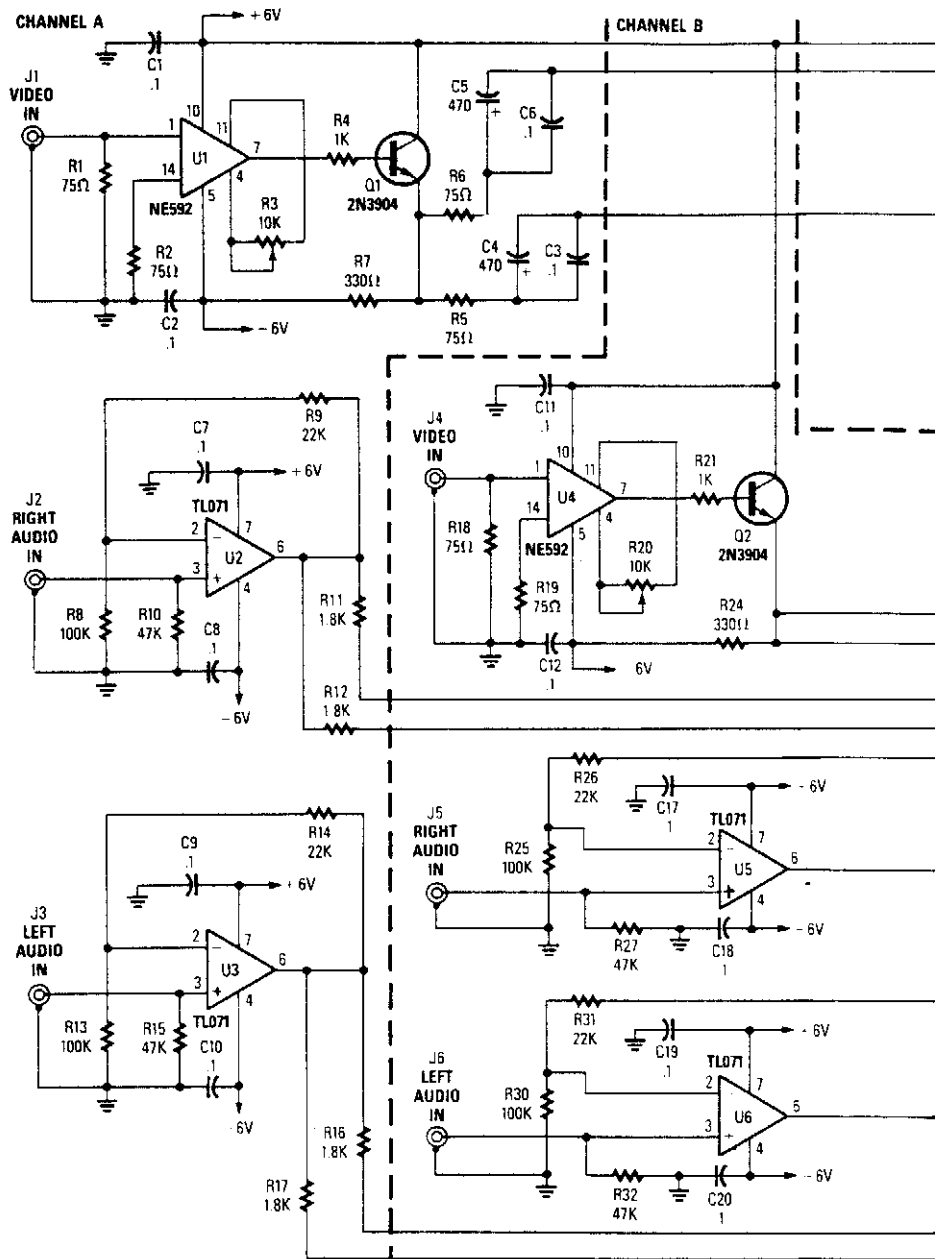 CHANNEL A
+6V
CHANNEL B
C1
.1
J1
VIDEO
IN
10
11
1
U1
7
14
4
5
NE592
R1
75Ω
R2
75Ω
C2
.1
R3
10K
R4
1K
Q1
2N3904
C5
470
+
C6
.1
R6
75Ω
C4
470
+
C3
.1
R7
330Ω
R5
75Ω
-6V
R9
22K
C7
.1
+6V
J2
RIGHT
AUDIO
IN
TL071
2
-
7
U2
6
3
+
4
R8
100K
R10
47K
C8
.1
-6V
R11
1.8K
R12
1.8K
C11
.1
J4
VIDEO
IN
10
11
1
U4
7
14
4
5
NE592
R18
75Ω
R19
75Ω
C12
.1
R20
10K
R21
1K
Q2
2N3904
R24
330Ω
6V
R14
22K
C9
.1
+6V
J3
LEFT
AUDIO
IN
2
-
7
U3
6
3
+
4
TL071
R13
100K
R15
47K
C10
.1
-6V
R16
1.8K
R17
1.8K
R26
22K
C17
1
- 6V
J5
RIGHT
AUDIO
IN
TL071
R25
100K
2
-
7
U5
6
3
+
4
R27
47K
C18
1
- 6V
R31
22K
C19
.1
- 6V
J6
LEFT
AUDIO
IN
TL071
R30
100K
2
7
U6
5
3
+
4
R32
47K
C20
1
- 6V